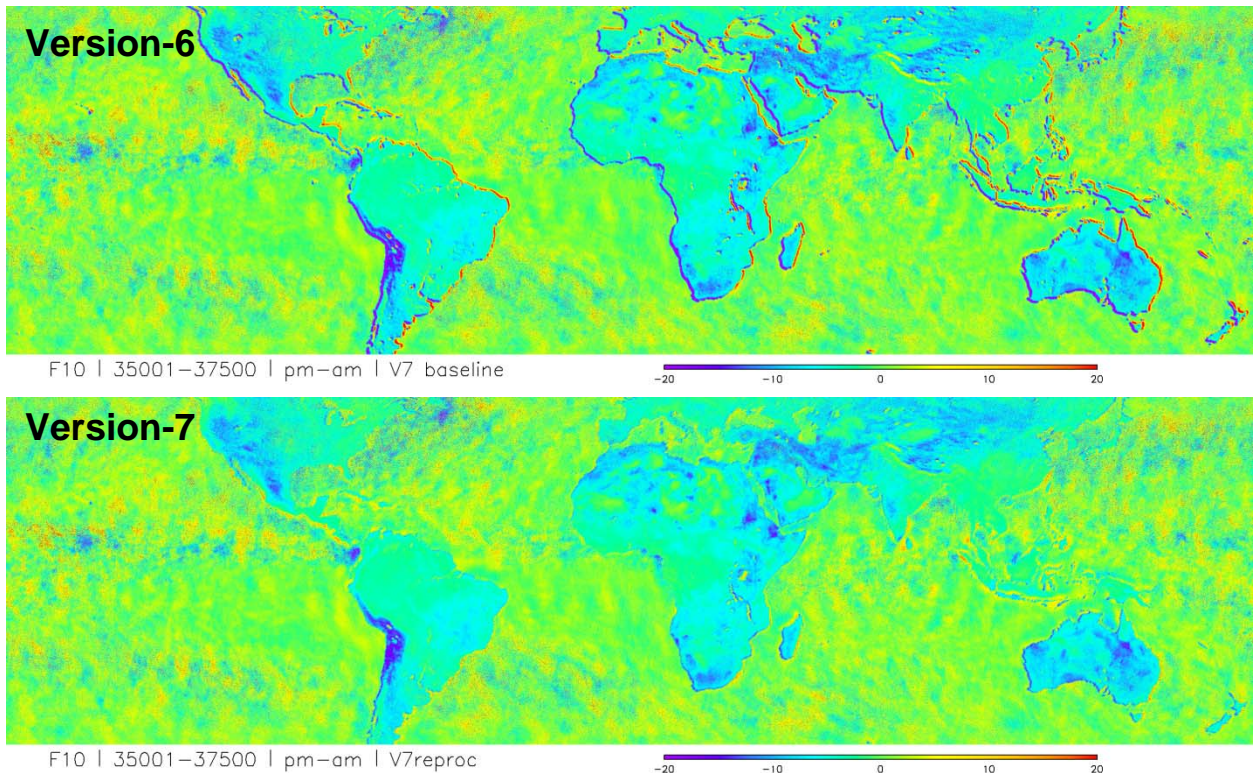 Version-6
F10 | 35001-37500 | pm-am | V7 baseline
-20 -10 0 10 20
Version-7
F10 | 35001-37500 | pm-am | V7reproc
-20 -10 0 10 20